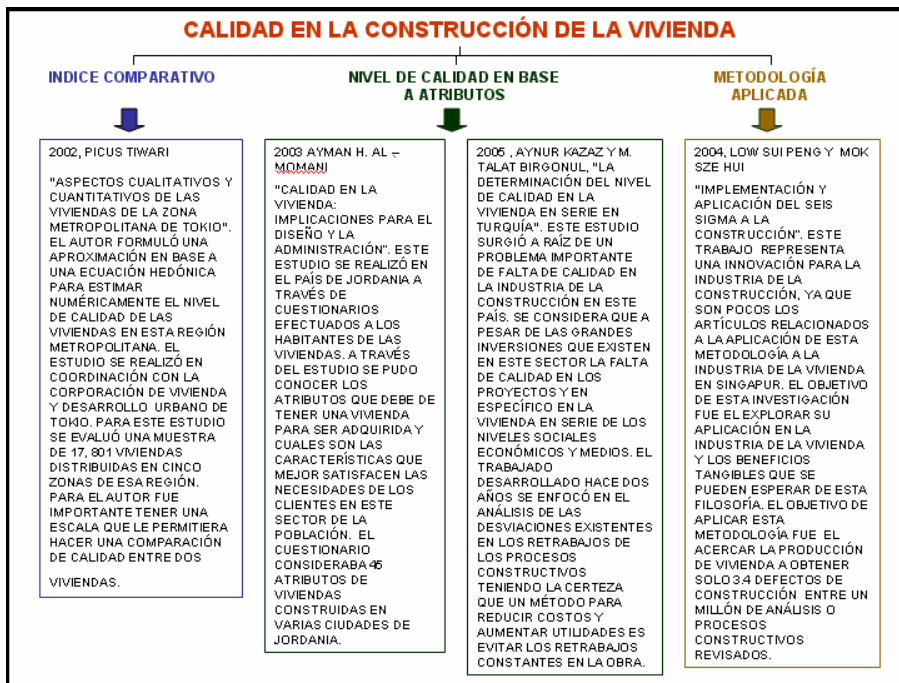 CALIDAD EN LA CONSTRUCCIÓN DE LA VIVIENDA
INDICE COMPARATIVO
NIVEL DE CALIDAD EN BASE
A ATRIBUTOS
METODOLOGÍA
APLICADA
2002, PICUS TIWARI
"ASPECTOS CUALITATIVOS Y
CUANTITATIVOS DE LAS
VIVIENDAS DE LA ZONA
METROPOLITANA DE TOKIO".
EL AUTOR FORMULÓ UNA
APROXIMACIÓN EN BASE A
UNA ECUACIÓN HEDÓNICA
PARA ESTIMAR
NUMÉRICAMENTE EL NIVEL
DE CALIDAD DE LAS
VIVIENDAS EN ESTA REGIÓN
METROPOLITANA. EL
ESTUDIO SE REALIZÓ EN
COORDINACIÓN CON LA
CORPORACIÓN DE VIVIENDA
Y DESARROLLO URBANO DE
TOKIO. PARA ESTE ESTUDIO
SE EVALUÓ UNA MUESTRA
DE 17, 801 VIVIENDAS
DISTRIBUIDAS EN CINCO
ZONAS DE ESA REGIÓN.
PARA EL AUTOR FUE
IMPORTANTE TENER UNA
ESCALA QUE LE PERMITIERA
HACER UNA COMPARACIÓN
DE CALIDAD ENTRE DOS
VIVIENDAS.
2003 AYMAN H. AL –
MOMANI
"CALIDAD EN LA
VIVIENDA:
IMPLICACIONES PARA EL
DISEÑO Y LA
ADMINISTRACIÓN". ESTE
ESTUDIO SE REALIZÓ EN
EL PAÍS DE JORDANIA A
TRAVÉS DE
CUESTIONARIOS
EFECTUADOS A LOS
HABITANTES DE LAS
VIVIENDAS. A TRAVÉS
DEL ESTUDIO SE PUDO
CONOCER LOS
ATRIBUTOS QUE DEBE DE
TENER UNA VIVIENDA
PARA SER ADQUIRIDA Y
CUALES SON LAS
CARACTERÍSTICAS QUE
MEJOR SATISFACEN LAS
NECESIDADES DE LOS
CLIENTES EN ESTE
SECTOR DE LA
POBLACIÓN. EL
CUESTIONARIO
CONSIDERABA 45
ATRIBUTOS DE
VIVIENDAS
CONSTRUIDAS EN
VARIAS CIUDADES DE
JORDANIA.
2005 , AYNUR KAZAZ Y M.
TALAT BIRGONUL, "LA
DETERMINACIÓN DEL NIVEL
DE CALIDAD EN LA
VIVIENDA EN SERIE EN
TURQUÍA". ESTE ESTUDIO
SURGIÓ A RAÍZ DE UN
PROBLEMA IMPORTANTE
DE FALTA DE CALIDAD EN
LA INDUSTRIA DE LA
CONSTRUCCIÓN EN ESTE
PAÍS. SE CONSIDERA QUE A
PESAR DE LAS GRANDES
INVERSIONES QUE EXISTEN
EN ESTE SECTOR LA FALTA
DE CALIDAD EN LOS
PROYECTOS Y EN
ESPECÍFICO EN LA
VIVIENDA EN SERIE DE LOS
NIVELES SOCIALES
ECONÓMICOS Y MEDIOS. EL
TRABAJADO
DESARROLLADO HACE DOS
AÑOS SE ENFOCÓ EN EL
ANÁLISIS DE LAS
DESVIACIONES EXISTENTES
EN LOS RETRABAJOS DE
LOS PROCESOS
CONSTRUCTIVOS
TENIENDO LA CERTEZA
QUE UN MÉTODO PARA
REDUCIR COSTOS Y
AUMENTAR UTILIDADES ES
EVITAR LOS RETRABAJOS
CONSTANTES EN LA OBRA.
2004, LOW SUI PENG Y MOK
SZE HUI
"IMPLEMENTACIÓN Y
APLICACIÓN DEL SEIS
SIGMA A LA
CONSTRUCCIÓN". ESTE
TRABAJO REPRESENTA
UNA INNOVACIÓN PARA LA
INDUSTRIA DE LA
CONSTRUCCIÓN, YA QUE
SON POCOS LOS
ARTÍCULOS RELACIONADOS
A LA APLICACIÓN DE ESTA
METODOLOGÍA A LA
INDUSTRIA DE LA VIVIENDA
EN SINGAPUR. EL OBJETIVO
DE ESTA INVESTIGACIÓN
FUE EL EXPLORAR SU
APLICACIÓN EN LA
INDUSTRIA DE LA VIVIENDA
Y LOS BENEFICIOS
TANGIBLES QUE SE
PUEDEN ESPERAR DE ESTA
FILOSOFÍA. EL OBJETIVO DE
APLICAR ESTA
METODOLOGÍA FUE EL
ACERCAR LA PRODUCCIÓN
DE VIVIENDA A OBTENER
SOLO 3.4 DEFECTOS DE
CONSTRUCCIÓN ENTRE UN
MILLÓN DE ANÁLISIS O
PROCESOS
CONSTRUCTIVOS
REVISADOS.